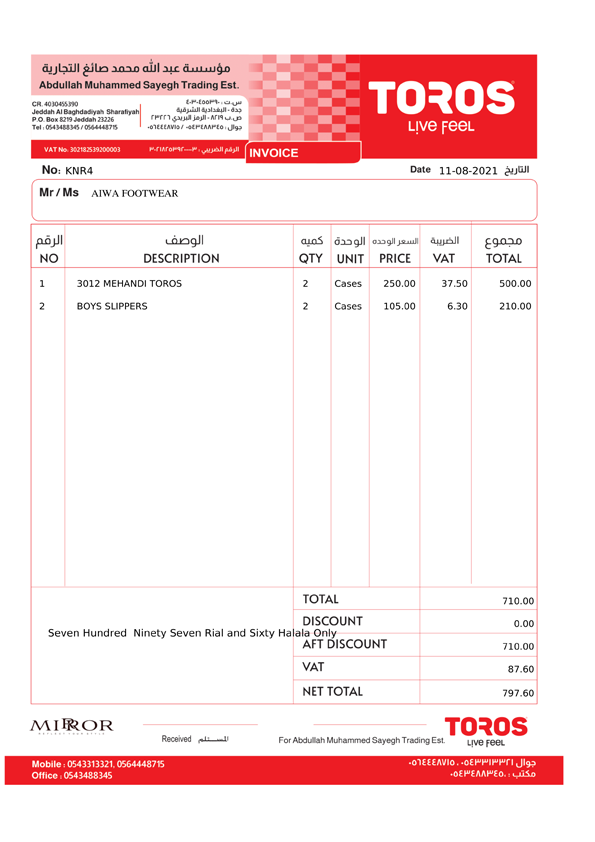 مؤسسة عبد الله محمد صائغ التجارية
Abdullah Muhammed Sayegh Trading Est.
CR. 4030455390
Jeddah Al Baghdadiyah Sharafiyah
P.O. Box 8219 Jeddah 23226
Tel : 0543488345 / 0564448715
س.ت : ٤٠٣٠٤٥٥٣٩٠
جدة - البغدادية الشرقية
ص.ب ٨٢١٩ - الرمز البريدي ٢٣٢٢٦
جوال : ٠٥٤٣٤٨٨٣٤٥ / ٠٥٦٤٤٤٨٧١٥
TOROS
Live Feel
VAT No: 302182539200003
الرقم الضريبي : ٣٠٢١٨٢٥٣٩٢٠٠٠٠٣
INVOICE
No: KNR4
Date 11-08-2021 التاريخ
Mr / Ms AIWA FOOTWEAR
الرقم الوصف كميه الوحدة السعر الوحده الضريبة مجموع
NO DESCRIPTION QTY UNIT PRICE VAT TOTAL
1 3012 MEHANDI TOROS 2 Cases 250.00 37.50 500.00
2 BOYS SLIPPERS 2 Cases 105.00 6.30 210.00
TOTAL 710.00
DISCOUNT 0.00
Seven Hundred  Ninety Seven Rial and Sixty Halala Only
AFT DISCOUNT 710.00
VAT 87.60
NET TOTAL 797.60
MIRROR
Received المستلم
For Abdullah Muhammed Sayegh Trading Est.
TOROS
Live Feel
Mobile : 0543313321, 0564448715
Office : 0543488345
جوال : ٠٥٤٣٣١٣٣٢١ ، ٠٥٦٤٤٤٨٧١٥
مكتب : ٠٥٤٣٤٨٨٣٤٥